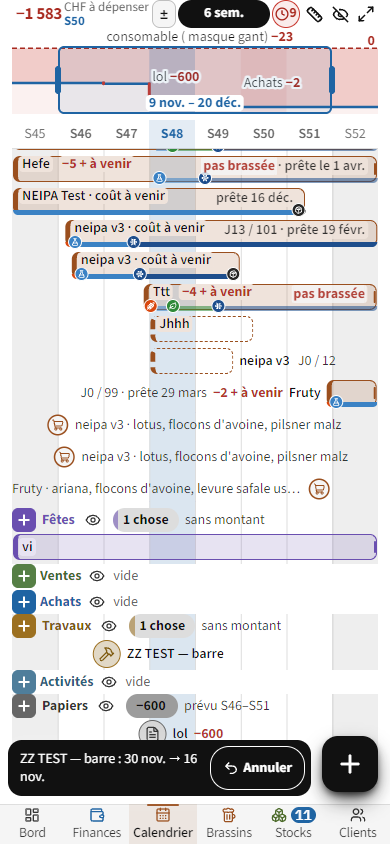 −1 583 CHF à dépenser S50
±
6 sem.
9
consomable ( masque gant) −23
0
lol −600
Achats −2
9 nov. – 20 déc.
S45 S46 S47 S48 S49 S50 S51 S52
Hefe −5 + à venir pas brassée · prête le 1 avr.
NEIPA Test · coût à venir prête 16 déc.
neipa v3 · coût à venir J13 / 101 · prête 19 févr.
neipa v3 · coût à venir
Ttt −4 + à venir pas brassée
Jhhh
neipa v3 J0 / 12
J0 / 99 · prête 29 mars −2 + à venir Fruty
neipa v3 · lotus, flocons d'avoine, pilsner malz
neipa v3 · lotus, flocons d'avoine, pilsner malz
Fruty · ariana, flocons d'avoine, levure safale us…
Fêtes 1 chose sans montant
vi
Ventes vide
Achats vide
Travaux 1 chose sans montant
ZZ TEST — barre
Activités vide
Papiers −600 prévu S46–S51
lol −600
ZZ TEST — barre : 30 nov. → 16 nov.
Annuler
Bord Finances Calendrier Brassins Stocks 11 Clients